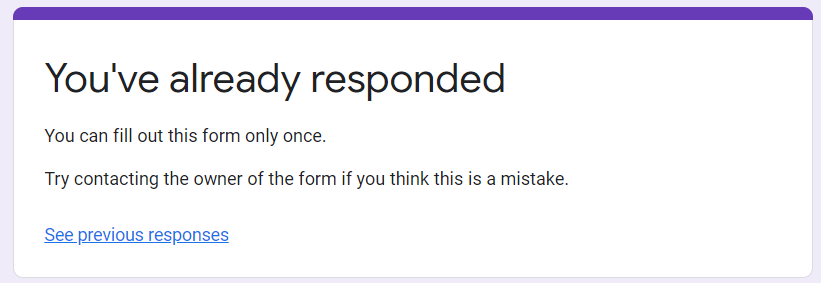 You've already responded
You can fill out this form only once.
Try contacting the owner of the form if you think this is a mistake.
See previous responses